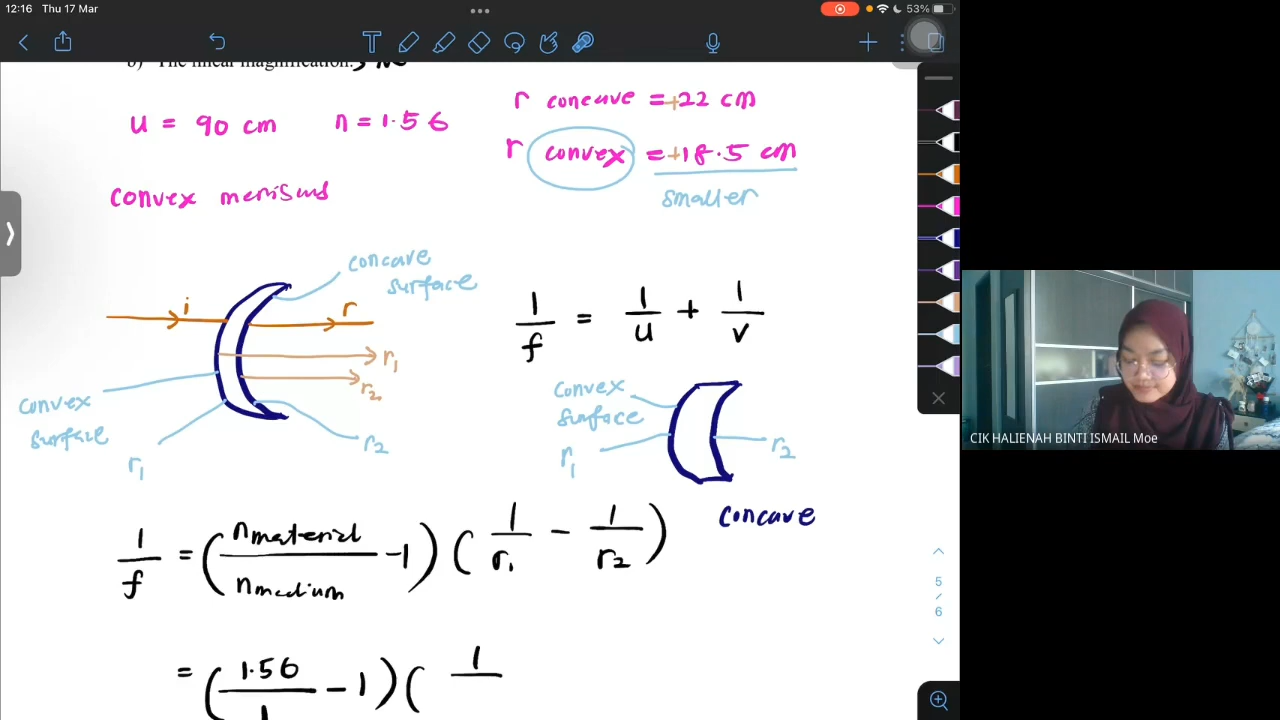 12:16 Thu 17 Mar
53%
b) The linear magnification.
u = 90 cm n = 1.56
r concave = +22 cm
r convex = +18.5 cm
smaller
convex meniscus
concave
surface
i
r
r1
r2
convex
surface
r1
r2
1/f = 1/u + 1/v
convex
surface
r1
r2
concave
1/f = (nmaterial/nmedium - 1) (1/r1 - 1/r2)
= (1.56/1 - 1) (1/
5
/
6
CIK HALIENAH BINTI ISMAIL Moe